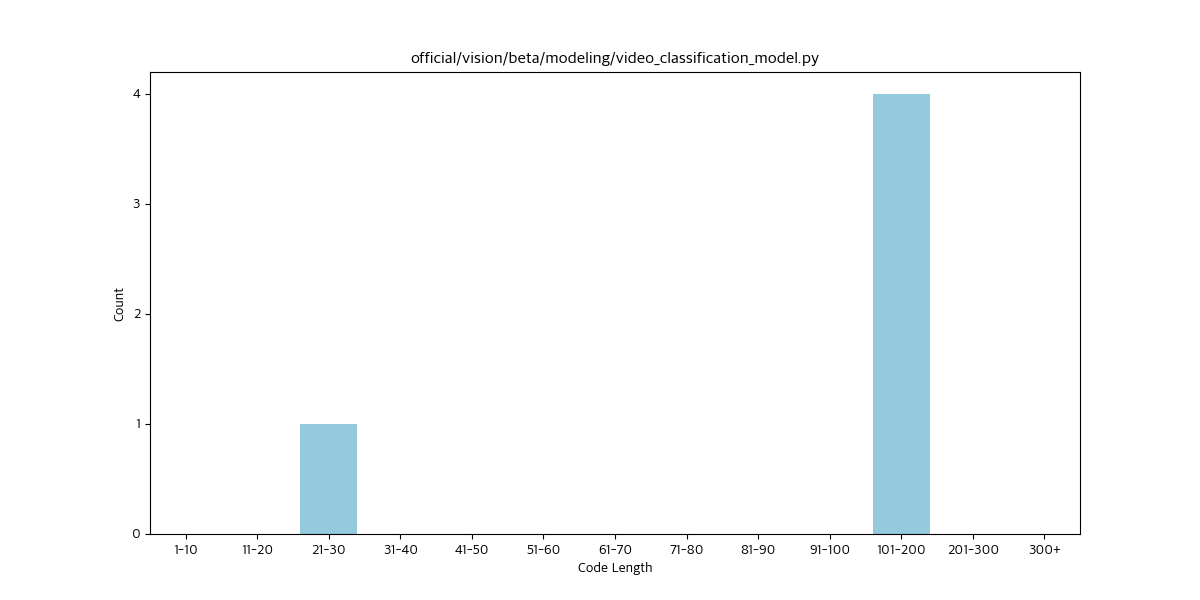 official/vision/beta/modeling/video_classification_model.py
4
3
2
1
0
Count
1-10 11-20 21-30 31-40 41-50 51-60 61-70 71-80 81-90 91-100 101-200 201-300 300+
Code Length